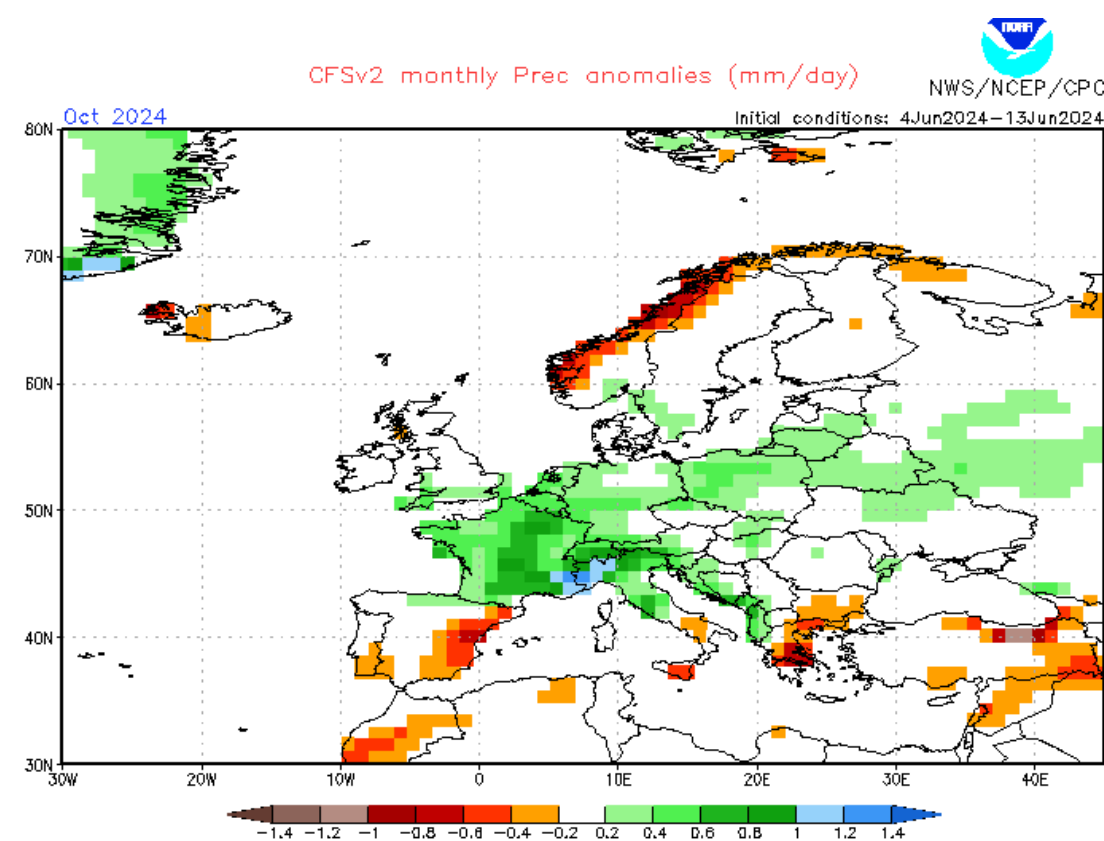 NOAA
CFSv2 monthly Prec anomalies (mm/day)
NWS/NCEP/CPC
Oct 2024
Initial conditions: 4Jun2024-13Jun2024
80N
70N
60N
50N
40N
30N
30W 20W 10W 0 10E 20E 30E 40E
-1.4 -1.2 -1 -0.8 -0.6 -0.4 -0.2 0.2 0.4 0.6 0.8 1 1.2 1.4